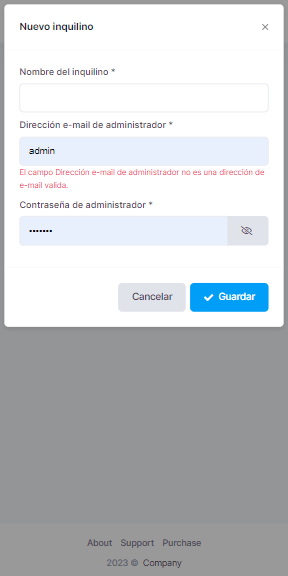 Nuevo inquilino
Nombre del inquilino *
Dirección e-mail de administrador *
admin
El campo Dirección e-mail de administrador no es una dirección de
e-mail valida.
Contraseña de administrador *
•••••••
Cancelar
Guardar
About Support Purchase
2023 © Company